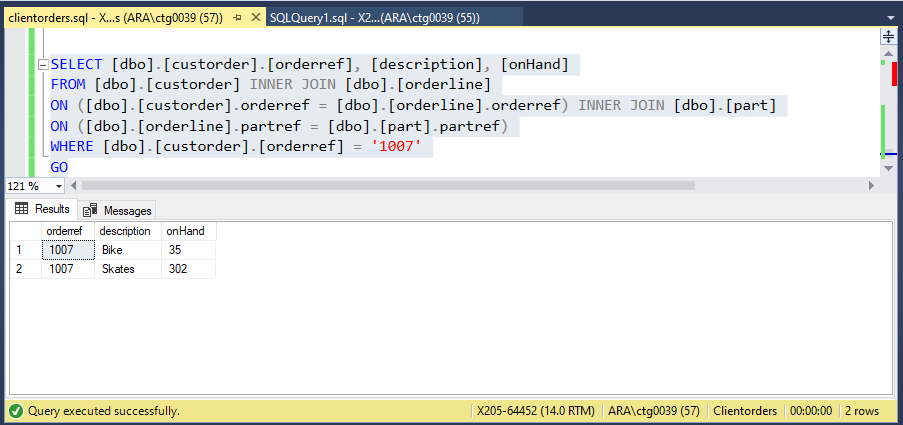 clientorders.sql - X...s (ARA\ctg0039 (57)) SQLQuery1.sql - X2...(ARA\ctg0039 (55))
SELECT [dbo].[custorder].[orderref], [description], [onHand]
FROM [dbo].[custorder] INNER JOIN [dbo].[orderline]
ON ([dbo].[custorder].orderref = [dbo].[orderline].orderref) INNER JOIN [dbo].[part]
ON ([dbo].[orderline].partref = [dbo].[part].partref)
WHERE [dbo].[custorder].[orderref] = '1007'
GO
121 %
Results Messages
orderref description onHand
1 1007 Bike 35
2 1007 Skates 302
Query executed successfully. X205-64452 (14.0 RTM) ARA\ctg0039 (57) Clientorders 00:00:00 2 rows